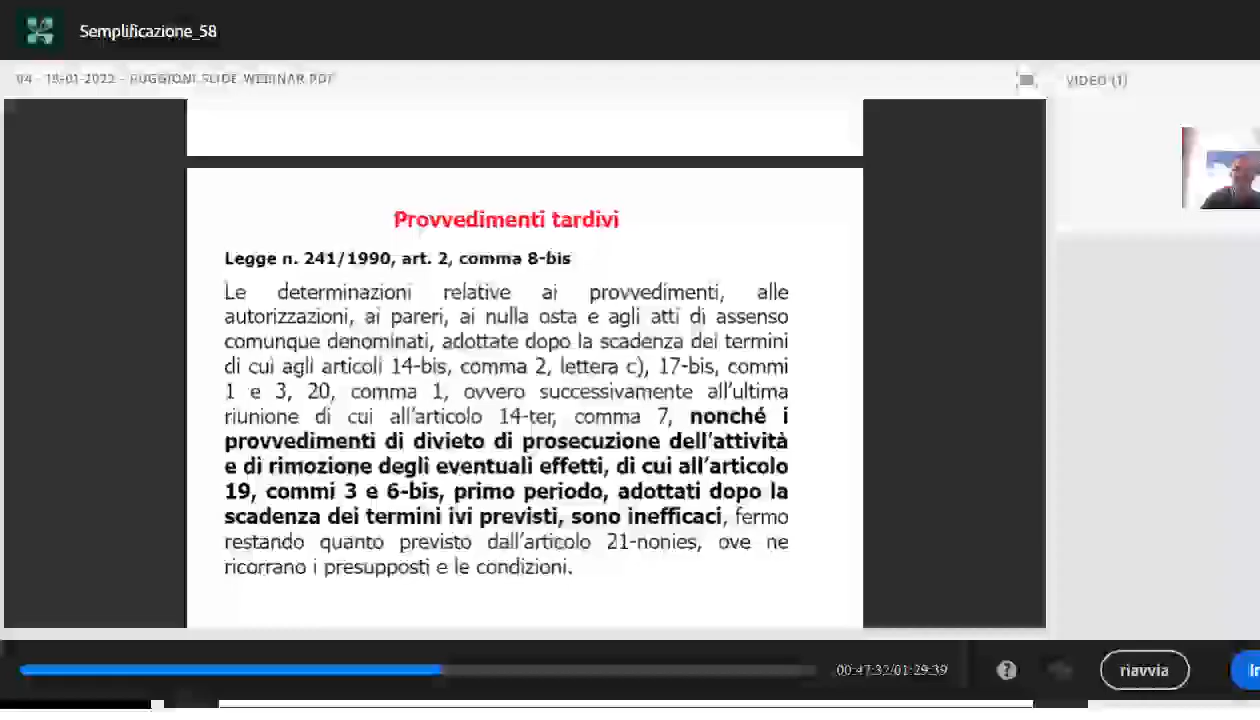 Semplificazione_58
04 - 19-01-2022 - RUGGIONI SLIDE WEBINAR.PDF
VIDEO (1)
Provvedimenti tardivi
Legge n. 241/1990, art. 2, comma 8-bis
Le determinazioni relative ai provvedimenti, alle
autorizzazioni, ai pareri, ai nulla osta e agli atti di assenso
comunque denominati, adottate dopo la scadenza dei termini
di cui agli articoli 14-bis, comma 2, lettera c), 17-bis, commi
1 e 3, 20, comma 1, ovvero successivamente all'ultima
riunione di cui all'articolo 14-ter, comma 7, nonché i
provvedimenti di divieto di prosecuzione dell'attività
e di rimozione degli eventuali effetti, di cui all'articolo
19, commi 3 e 6-bis, primo periodo, adottati dopo la
scadenza dei termini ivi previsti, sono inefficaci, fermo
restando quanto previsto dall'articolo 21-nonies, ove ne
ricorrano i presupposti e le condizioni.
00:47:32/01:29:39
?
riavvia